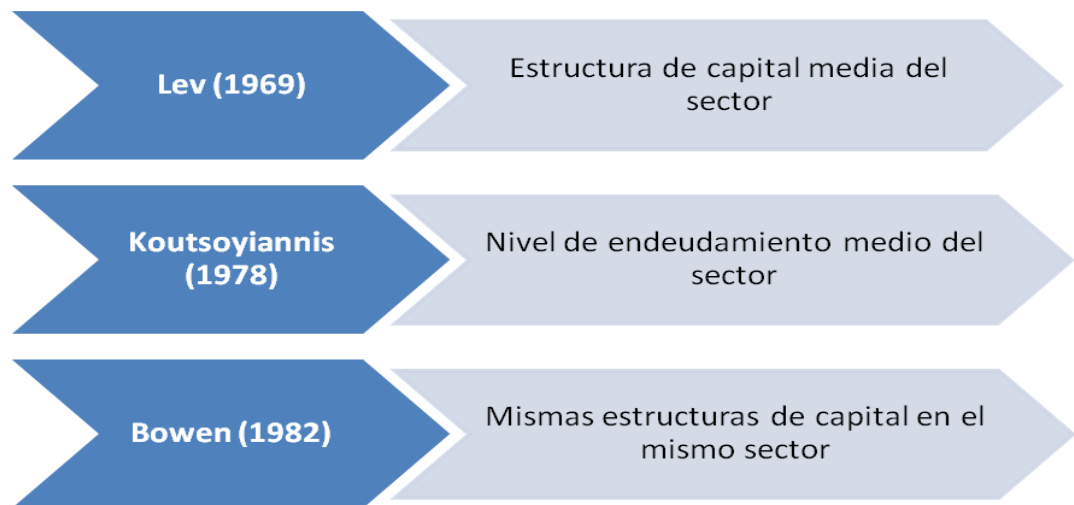 Lev (1969)
Estructura de capital media del
sector
Koutsoyiannis
(1978)
Nivel de endeudamiento medio del
sector
Bowen (1982)
Mismas estructuras de capital en el
mismo sector